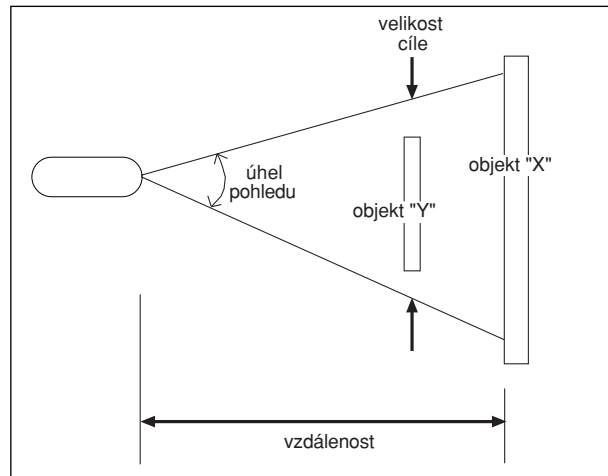 velikost
cíle
úhel
pohledu
objekt "X"
objekt "Y"
vzdálenost